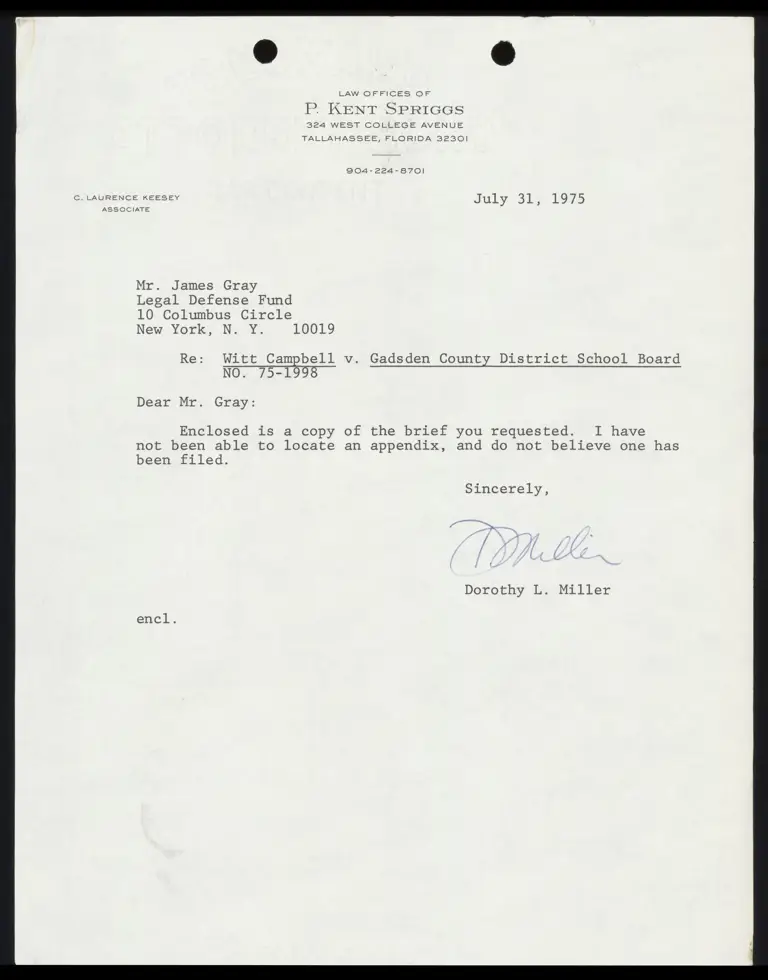 LAW OFFICES OF
P. KENT SPRIGGS
324 WEST COLLEGE AVENUE
TALLAHASSEE, FLORIDA 32301
904-224-8701
C. LAURENCE KEESEY
ASSOCIATE
July 31, 1975
Mr. James Gray
Legal Defense Fund
10 Columbus Circle
New York, N. Y. 10019
Re: Witt Campbell v. Gadsden County District School Board
NO. 75-1998
Dear Mr. Gray:
Enclosed is a copy of the brief you requested. I have
not been able to locate an appendix, and do not believe one has
been filed.
Sincerely,
D Miller
Dorothy L. Miller
encl.